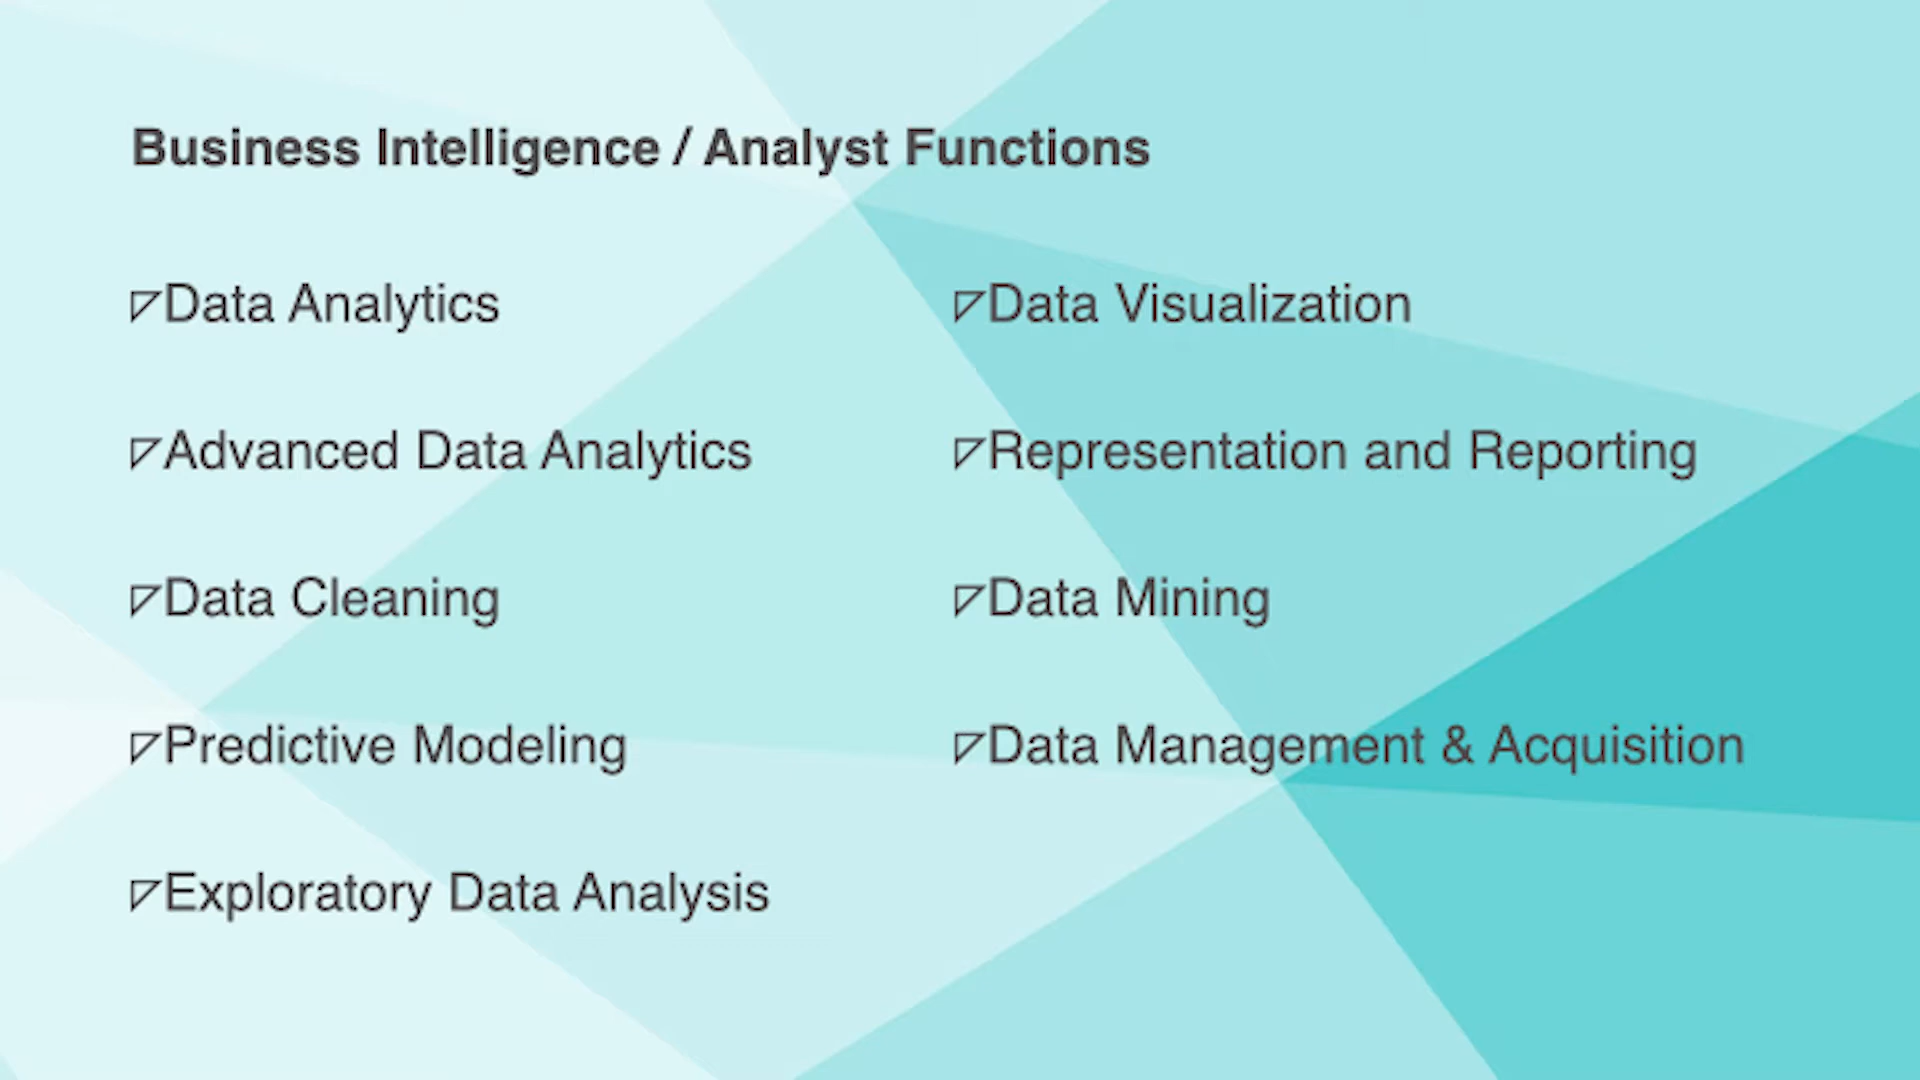 Business Intelligence / Analyst Functions
Data Analytics
Advanced Data Analytics
Data Cleaning
Predictive Modeling
Exploratory Data Analysis
Data Visualization
Representation and Reporting
Data Mining
Data Management & Acquisition